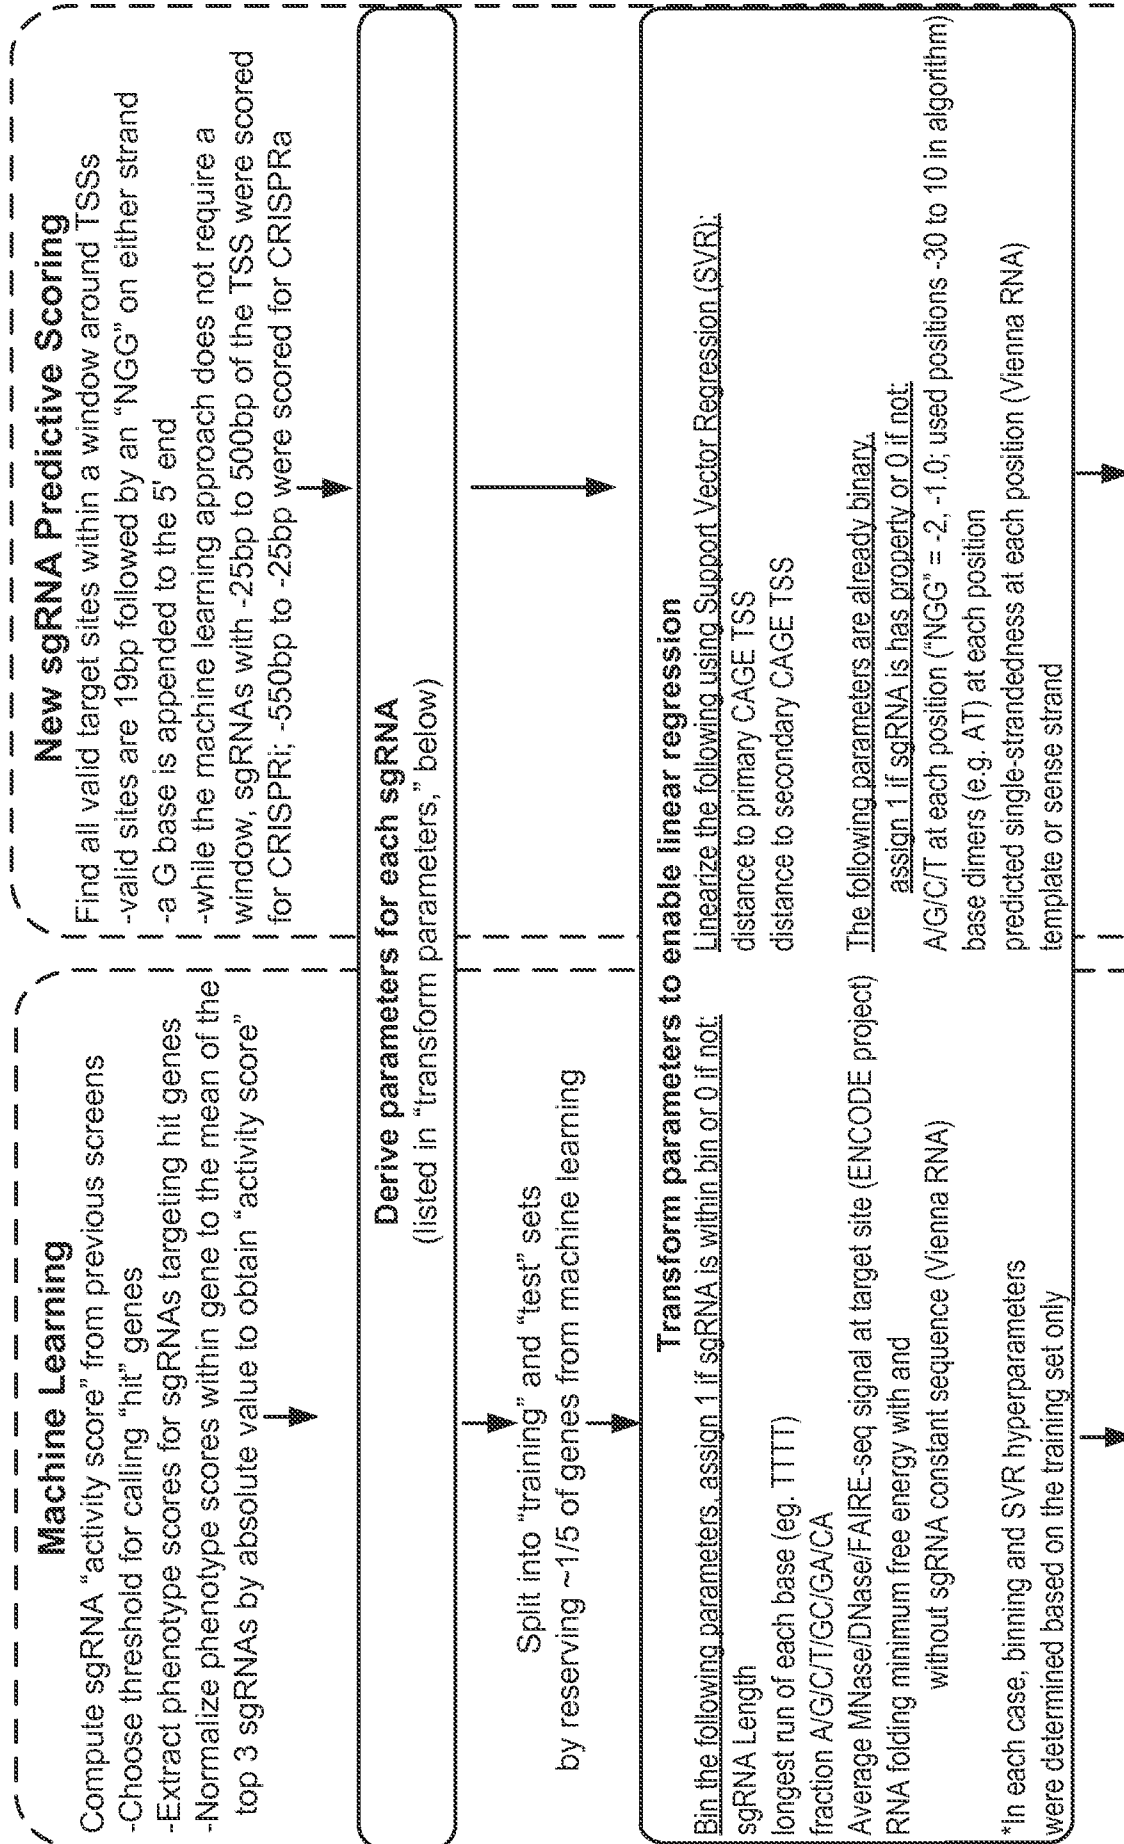 Machine Learning
Compute sgRNA “activity score” from previous screens
-Choose threshold for calling “hit” genes
-Extract phenotype scores for sgRNAs targeting hit genes
-Normalize phenotype scores within gene to the mean of the
top 3 sgRNAs by absolute value to obtain “activity score”
New sgRNA Predictive Scoring
Find all valid target sites within a window around TSSs
-valid sites are 19bp followed by an “NGG” on either strand
-a G base is appended to the 5' end
-while the machine learning approach does not require a
window, sgRNAs with -25bp to 500bp of the TSS were scored
for CRISPRi; -550bp to -25bp were scored for CRISPRa
Derive parameters for each sgRNA
(listed in “transform parameters,” below)
Split into “training” and “test” sets
by reserving ~1/5 of genes from machine learning
Transform parameters to enable linear regression
Bin the following parameters, assign 1 if sgRNA is within bin or 0 if not:
sgRNA Length
longest run of each base (eg. TTTT)
fraction A/G/C/T/GC/GA/CA
Average MNase/DNase/FAIRE-seq signal at target site (ENCODE project)
RNA folding minimum free energy with and
without sgRNA constant sequence (Vienna RNA)
*In each case, binning and SVR hyperparameters
were determined based on the training set only
Linearize the following using Support Vector Regression (SVR):
distance to primary CAGE TSS
distance to secondary CAGE TSS
The following parameters are already binary,
assign 1 if sgRNA is has property or 0 if not:
A/G/C/T at each position (“NGG” = -2, -1.0; used positions -30 to 10 in algorithm)
base dimers (e.g. AT) at each position
predicted single-strandedness at each position (Vienna RNA)
template or sense strand